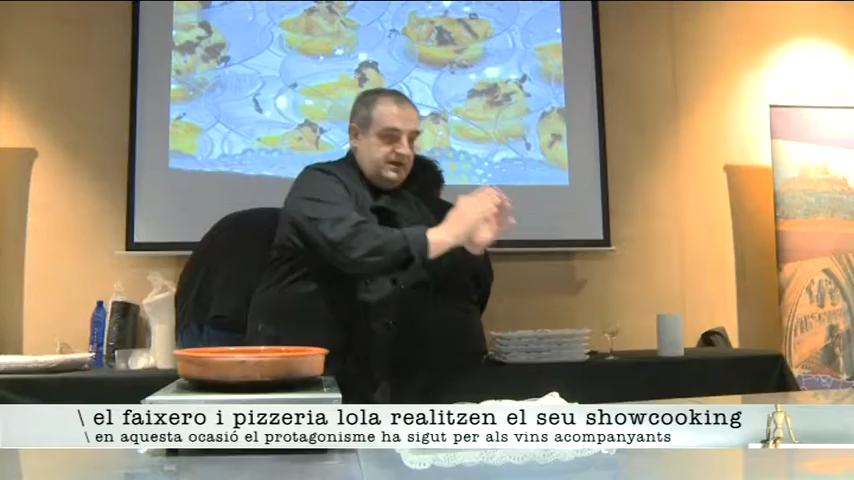 \ el faixero i pizzeria lola realitzen el seu showcooking
\ en aquesta ocasió el protagonisme ha sigut per als vins acompanyants